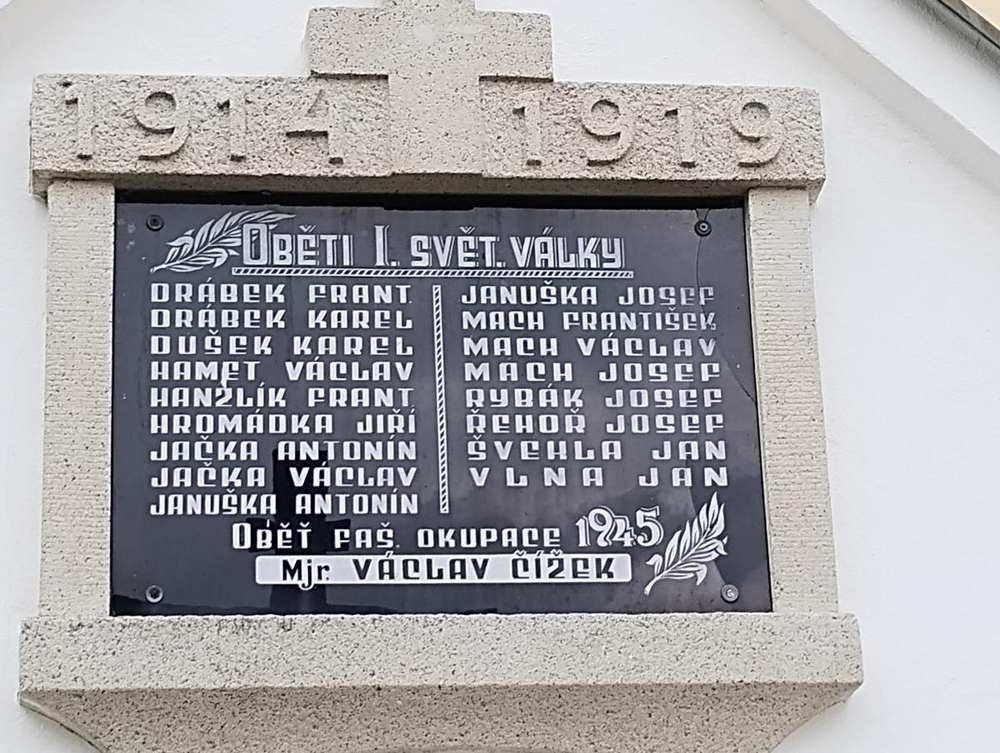 1914 1919
OBĚTI I. SVĚT. VÁLKY
DRÁBEK FRANT.
DRÁBEK KAREL
DUŠEK KAREL
HAMET VÁCLAV
HANŽLÍK FRANT
HROMÁDKA JIŘÍ
JAČKA ANTONÍN
JAČKA VÁCLAV
JANUŠKA ANTONÍN
JANUŠKA JOSEF
MACH FRANTIŠEK
MACH VÁCLAV
MACH JOSEF
RYBÁK JOSEF
ŘEHOŘ JOSEF
ŠVEHLA JAN
VLNA JAN
OBĚŤ FAŠ. OKUPACE 1945
Mjr. VÁCLAV ČÍŽEK